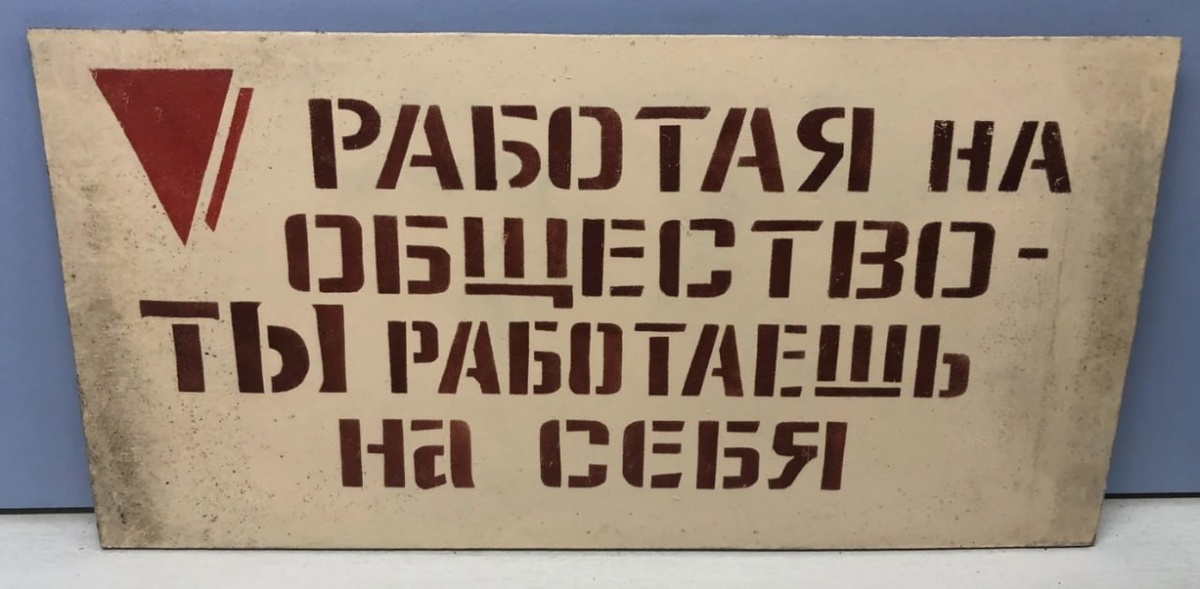 РАБОТАЯ НА
ОБЩЕСТВО -
ТЫ РАБОТАЕШЬ
На СЕБЯ